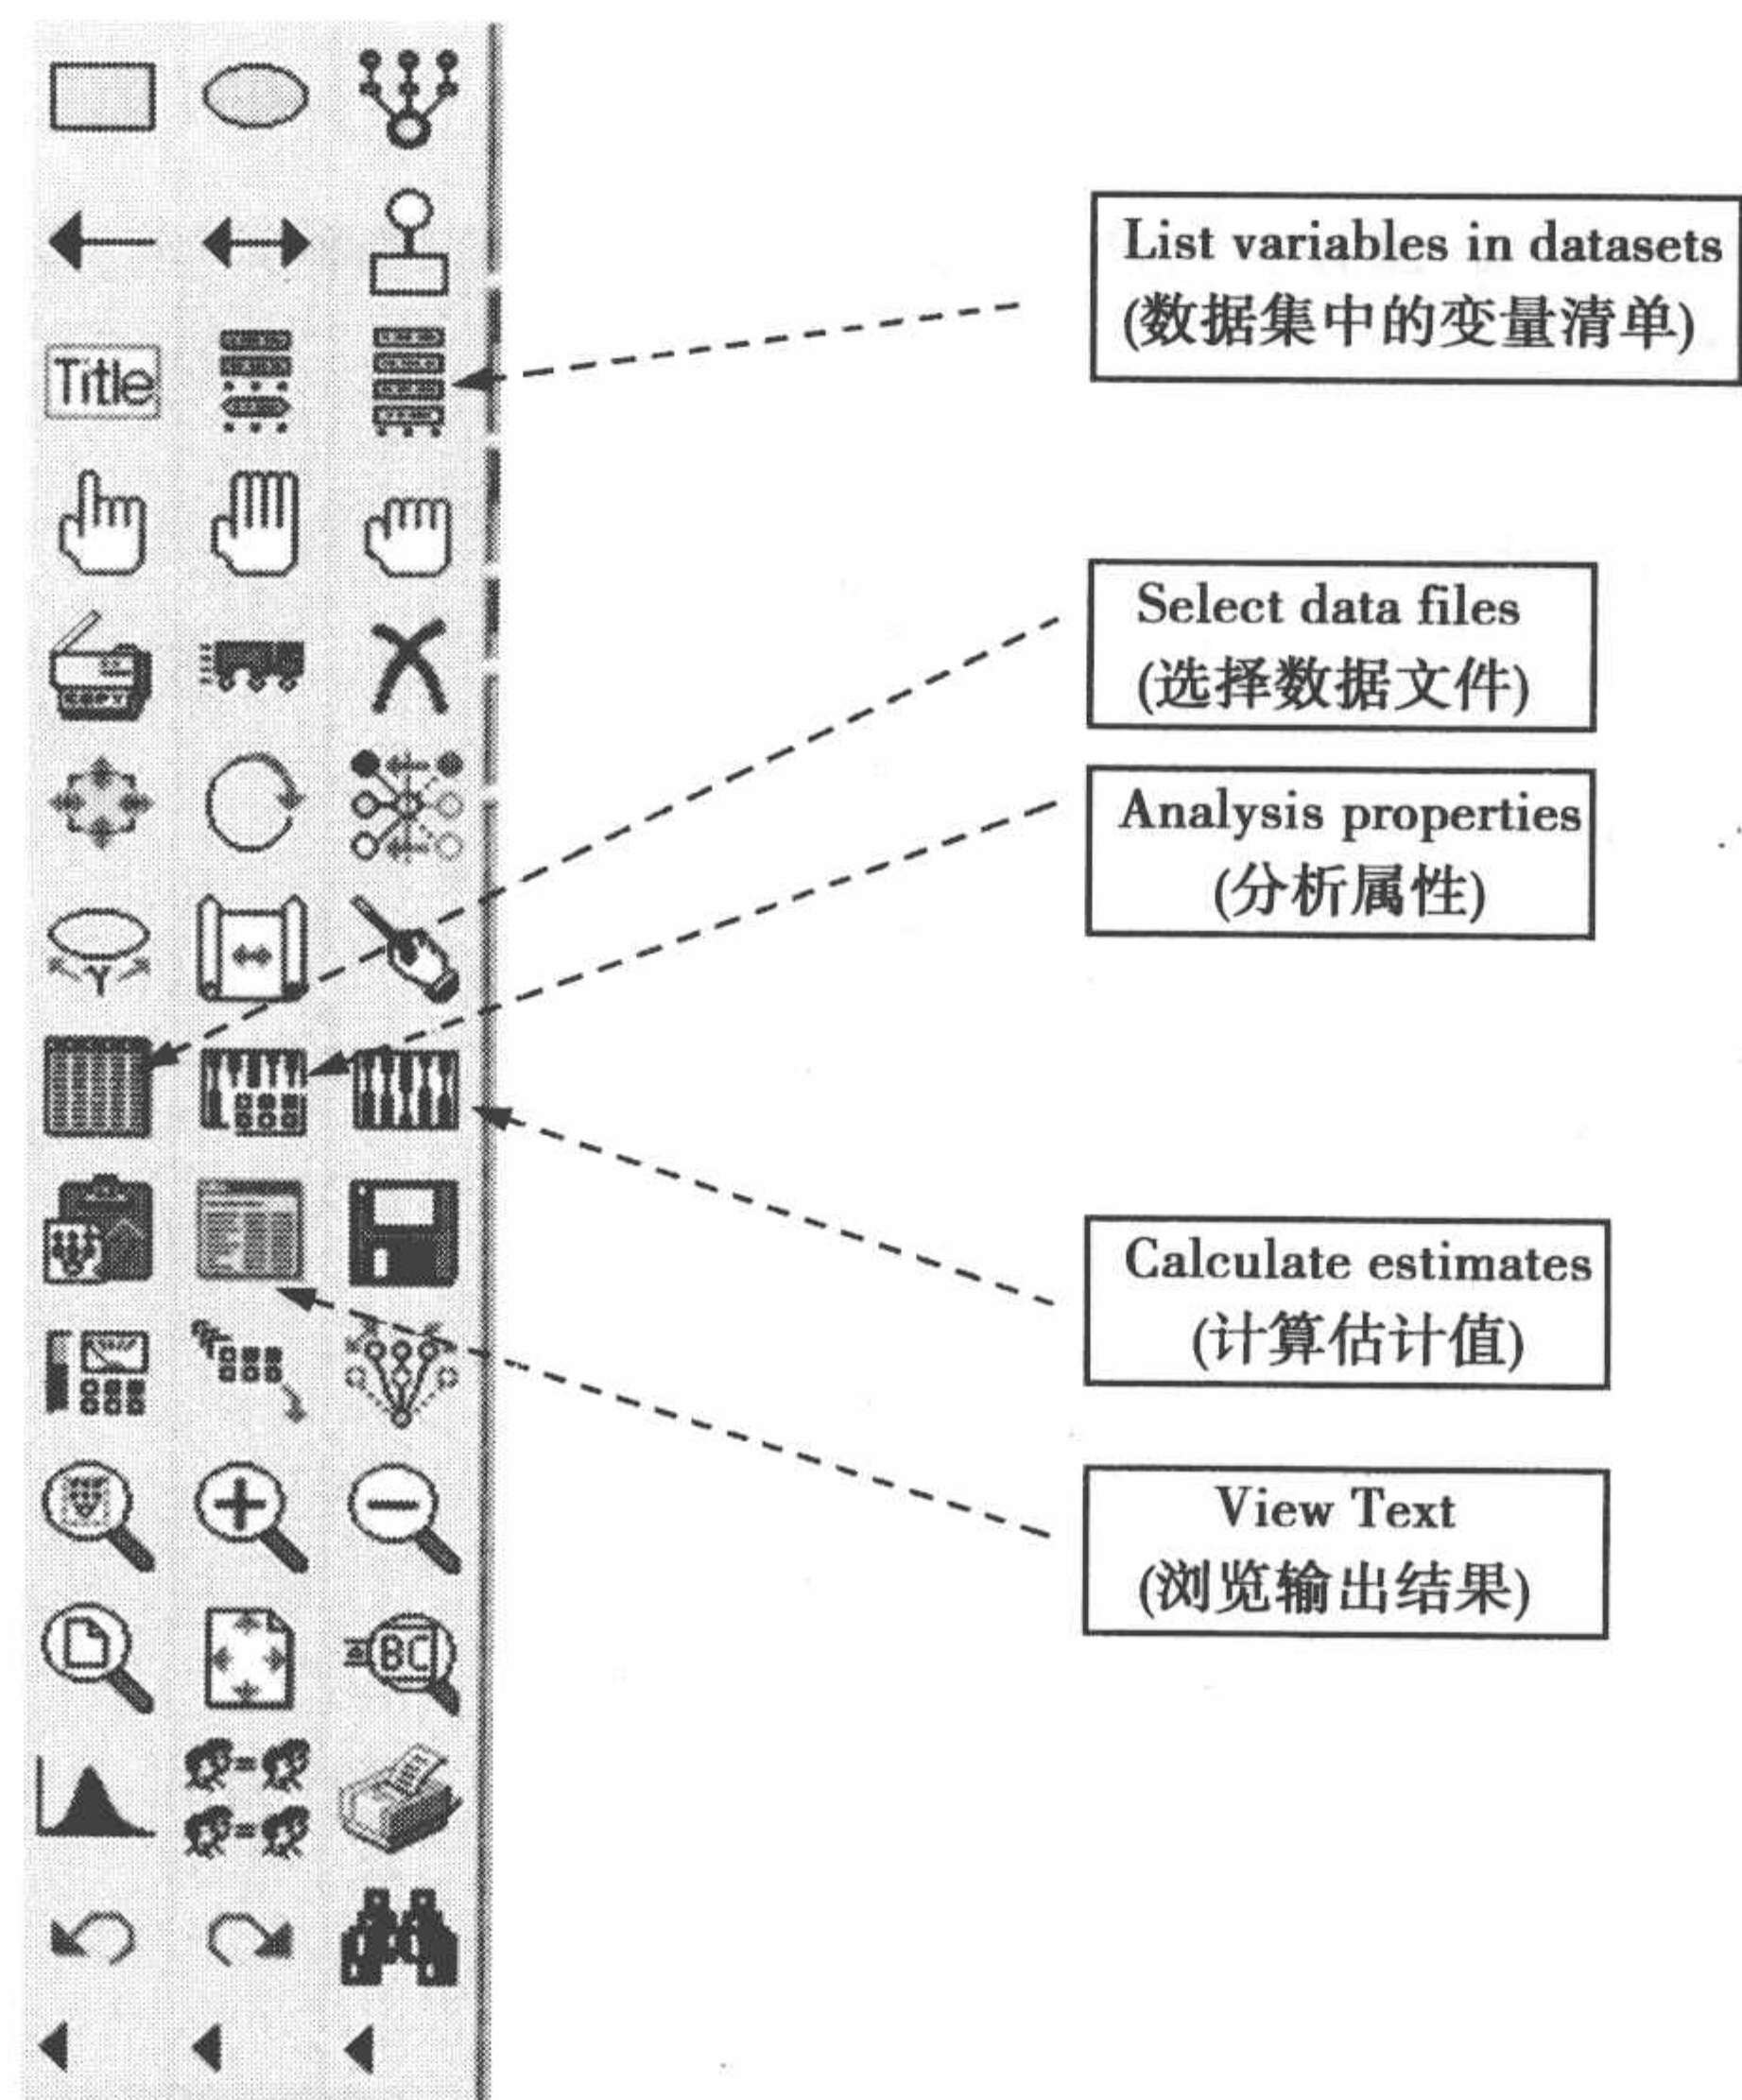 Title
List variables in datasets
(数据集中的变量清单)
Select data files
(选择数据文件)
COPY
Analysis properties
(分析属性)
Y
Calculate estimates
(计算估计值)
View Text
(浏览输出结果)
BC